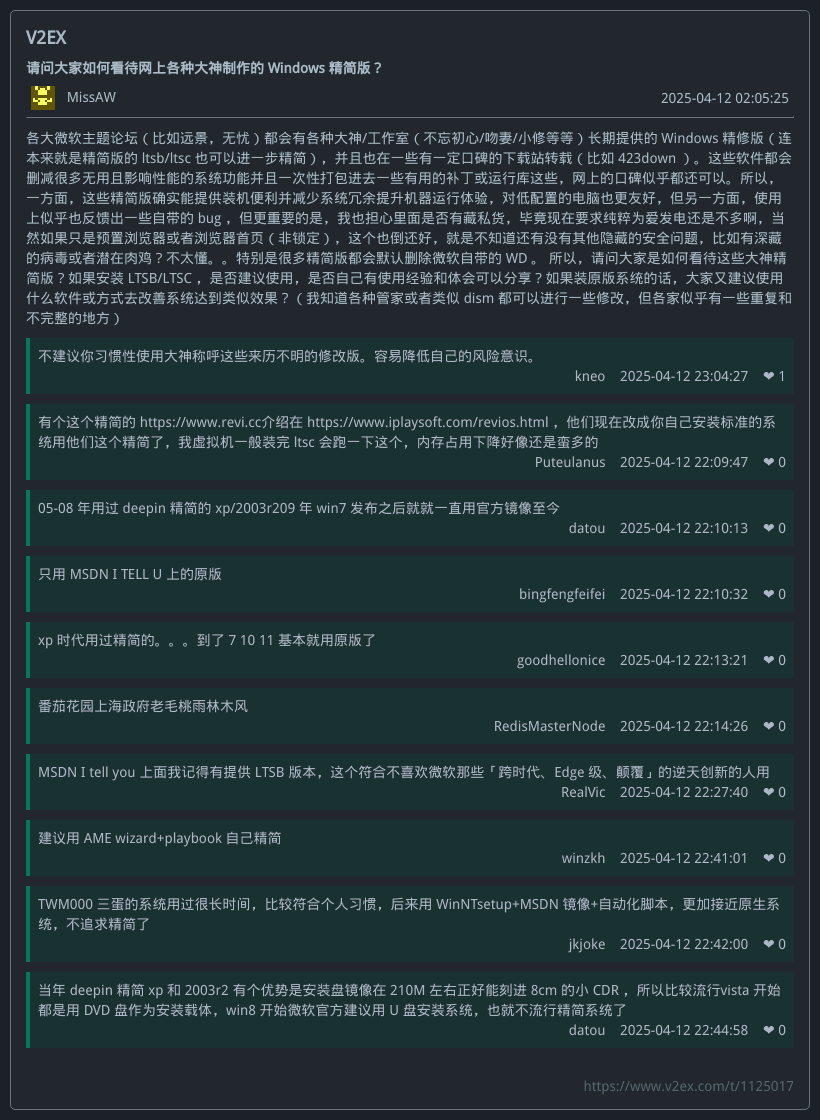 V2EX
请问大家如何看待网上各种大神制作的 Windows 精简版？
MissAW
2025-04-12 02:05:25
各大微软主题论坛（比如远景，无忧）都会有各种大神/工作室（不忘初心/吻妻/小修等等）长期提供的 Windows 精修版（连
本来就是精简版的 ltsb/ltsc 也可以进一步精简），并且也在一些有一定口碑的下载站转载（比如 423down ）。这些软件都会
删减很多无用且影响性能的系统功能并且一次性打包进去一些有用的补丁或运行库这些，网上的口碑似乎都还可以。所以，
一方面，这些精简版确实能提供装机便利并减少系统冗余提升机器运行体验，对低配置的电脑也更友好，但另一方面，使用
上似乎也反馈出一些自带的 bug ，但更重要的是，我也担心里面是否有藏私货，毕竟现在要求纯粹为爱发电还是不多啊，当
然如果只是预置浏览器或者浏览器首页（非锁定），这个也倒还好，就是不知道还有没有其他隐藏的安全问题，比如有深藏
的病毒或者潜在肉鸡？不太懂。。特别是很多精简版都会默认删除微软自带的 WD 。 所以，请问大家是如何看待这些大神精
简版？如果安装 LTSB/LTSC ，是否建议使用，是否自己有使用经验和体会可以分享？如果装原版系统的话，大家又建议使用
什么软件或方式去改善系统达到类似效果？（我知道各种管家或者类似 dism 都可以进行一些修改，但各家似乎有一些重复和
不完整的地方）
不建议你习惯性使用大神称呼这些来历不明的修改版。容易降低自己的风险意识。
kneo 2025-04-12 23:04:27 ❤ 1
有个这个精简的 https://www.revi.cc介绍在 https://www.iplaysoft.com/revios.html ，他们现在改成你自己安装标准的系
统用他们这个精简了，我虚拟机一般装完 ltsc 会跑一下这个，内存占用下降好像还是蛮多的
Puteulanus 2025-04-12 22:09:47 ❤ 0
05-08 年用过 deepin 精简的 xp/2003r209 年 win7 发布之后就就一直用官方镜像至今
datou 2025-04-12 22:10:13 ❤ 0
只用 MSDN I TELL U 上的原版
bingfengfeifei 2025-04-12 22:10:32 ❤ 0
xp 时代用过精简的。。。到了 7 10 11 基本就用原版了
goodhellonice 2025-04-12 22:13:21 ❤ 0
番茄花园上海政府老毛桃雨林木风
RedisMasterNode 2025-04-12 22:14:26 ❤ 0
MSDN I tell you 上面我记得有提供 LTSB 版本，这个符合不喜欢微软那些「跨时代、Edge 级、颠覆」的逆天创新的人用
RealVic 2025-04-12 22:27:40 ❤ 0
建议用 AME wizard+playbook 自己精简
winzkh 2025-04-12 22:41:01 ❤ 0
TWM000 三蛋的系统用过很长时间，比较符合个人习惯，后来用 WinNTsetup+MSDN 镜像+自动化脚本，更加接近原生系
统，不追求精简了
jkjoke 2025-04-12 22:42:00 ❤ 0
当年 deepin 精简 xp 和 2003r2 有个优势是安装盘镜像在 210M 左右正好能刻进 8cm 的小 CDR ，所以比较流行vista 开始
都是用 DVD 盘作为安装载体，win8 开始微软官方建议用 U 盘安装系统，也就不流行精简系统了
datou 2025-04-12 22:44:58 ❤ 0
https://www.v2ex.com/t/1125017